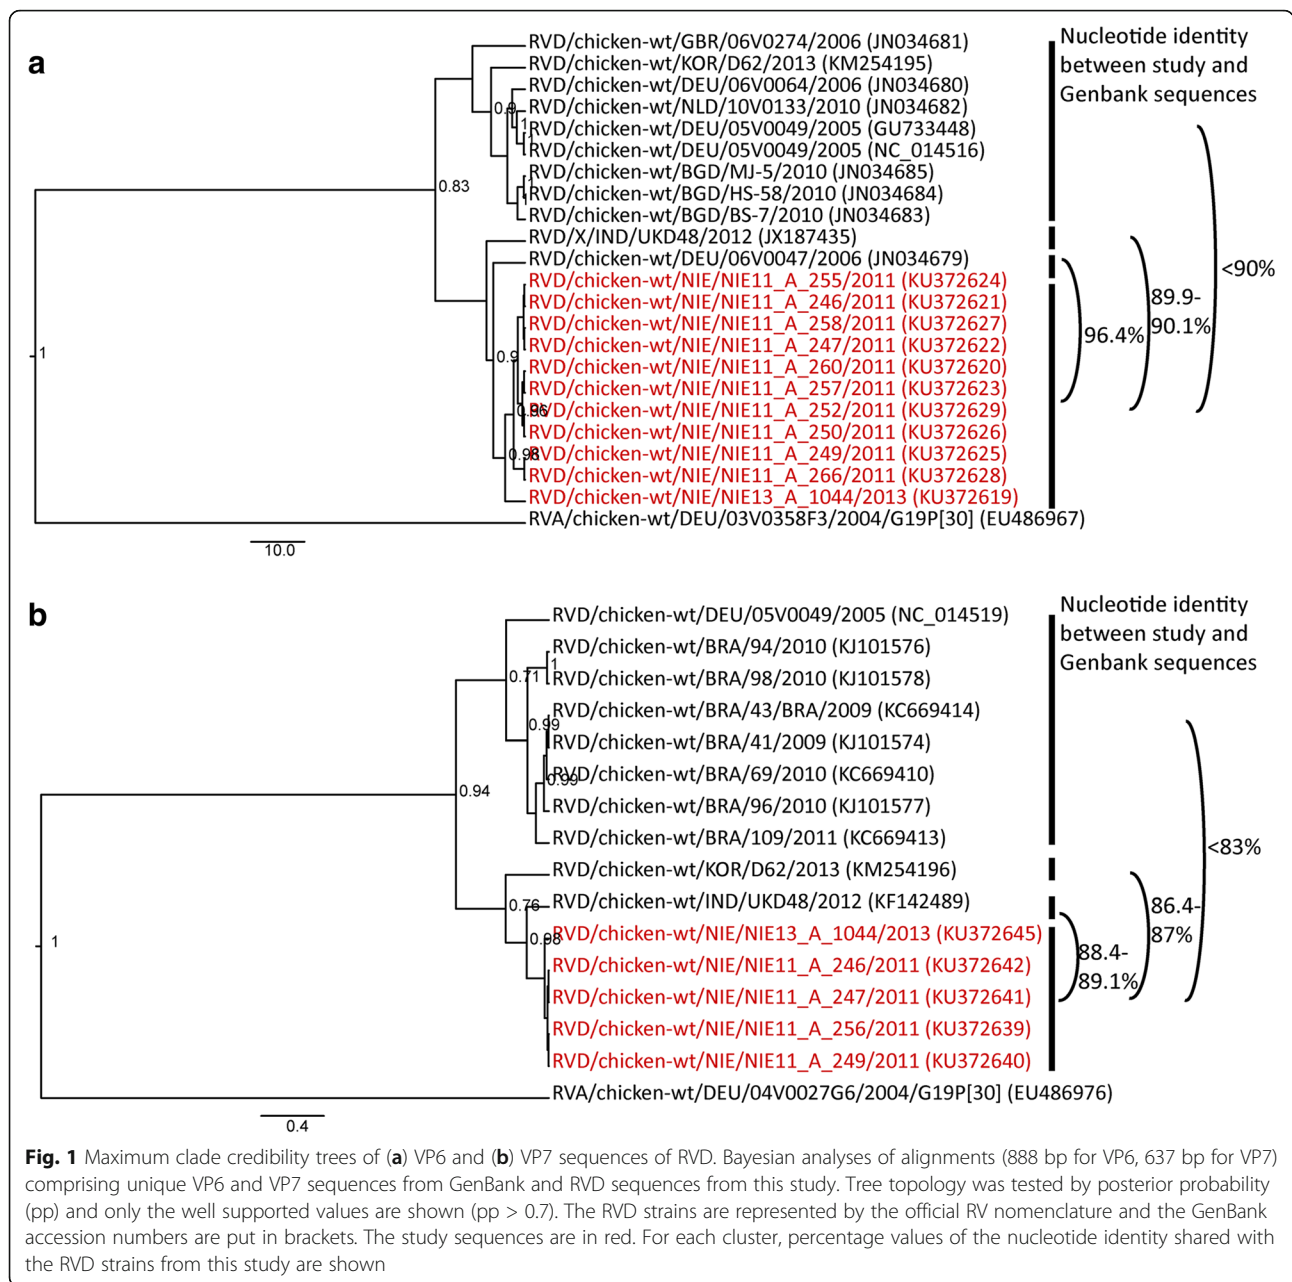 a
RVD/chicken-wt/GBR/06V0274/2006 (JN034681)
RVD/chicken-wt/KOR/D62/2013 (KM254195)
RVD/chicken-wt/DEU/06V0064/2006 (JN034680)
RVD/chicken-wt/NLD/10V0133/2010 (JN034682)
RVD/chicken-wt/DEU/05V0049/2005 (GU733448)
RVD/chicken-wt/DEU/05V0049/2005 (NC_014516)
RVD/chicken-wt/BGD/MJ-5/2010 (JN034685)
RVD/chicken-wt/BGD/HS-58/2010 (JN034684)
RVD/chicken-wt/BGD/BS-7/2010 (JN034683)
RVD/X/IND/UKD48/2012 (JX187435)
RVD/chicken-wt/DEU/06V0047/2006 (JN034679)
RVD/chicken-wt/NIE/NIE11_A_255/2011 (KU372624)
RVD/chicken-wt/NIE/NIE11_A_246/2011 (KU372621)
RVD/chicken-wt/NIE/NIE11_A_258/2011 (KU372627)
RVD/chicken-wt/NIE/NIE11_A_247/2011 (KU372622)
RVD/chicken-wt/NIE/NIE11_A_260/2011 (KU372620)
RVD/chicken-wt/NIE/NIE11_A_257/2011 (KU372623)
RVD/chicken-wt/NIE/NIE11_A_252/2011 (KU372629)
RVD/chicken-wt/NIE/NIE11_A_250/2011 (KU372626)
RVD/chicken-wt/NIE/NIE11_A_249/2011 (KU372625)
RVD/chicken-wt/NIE/NIE11_A_266/2011 (KU372628)
RVD/chicken-wt/NIE/NIE13_A_1044/2013 (KU372619)
RVA/chicken-wt/DEU/03V0358F3/2004/G19P[30] (EU486967)
0.9
1
1
0.83
1
0.9
0.96
0.98
10.0
Nucleotide identity
between study and
Genbank sequences
96.4%
89.9-
90.1%
<90%
b
RVD/chicken-wt/DEU/05V0049/2005 (NC_014519)
RVD/chicken-wt/BRA/94/2010 (KJ101576)
RVD/chicken-wt/BRA/98/2010 (KJ101578)
RVD/chicken-wt/BRA/43/BRA/2009 (KC669414)
RVD/chicken-wt/BRA/41/2009 (KJ101574)
RVD/chicken-wt/BRA/69/2010 (KC669410)
RVD/chicken-wt/BRA/96/2010 (KJ101577)
RVD/chicken-wt/BRA/109/2011 (KC669413)
RVD/chicken-wt/KOR/D62/2013 (KM254196)
RVD/chicken-wt/IND/UKD48/2012 (KF142489)
RVD/chicken-wt/NIE/NIE13_A_1044/2013 (KU372645)
RVD/chicken-wt/NIE/NIE11_A_246/2011 (KU372642)
RVD/chicken-wt/NIE/NIE11_A_247/2011 (KU372641)
RVD/chicken-wt/NIE/NIE11_A_256/2011 (KU372639)
RVD/chicken-wt/NIE/NIE11_A_249/2011 (KU372640)
RVA/chicken-wt/DEU/04V0027G6/2004/G19P[30] (EU486976)
1
0.71
0.99
0.99
0.94
0.76
0.98
1
0.4
Nucleotide identity
between study and
Genbank sequences
88.4-
89.1%
86.4-
87%
<83%
Fig. 1 Maximum clade credibility trees of (a) VP6 and (b) VP7 sequences of RVD. Bayesian analyses of alignments (888 bp for VP6, 637 bp for VP7)
comprising unique VP6 and VP7 sequences from GenBank and RVD sequences from this study. Tree topology was tested by posterior probability
(pp) and only the well supported values are shown (pp > 0.7). The RVD strains are represented by the official RV nomenclature and the GenBank
accession numbers are put in brackets. The study sequences are in red. For each cluster, percentage values of the nucleotide identity shared with
the RVD strains from this study are shown